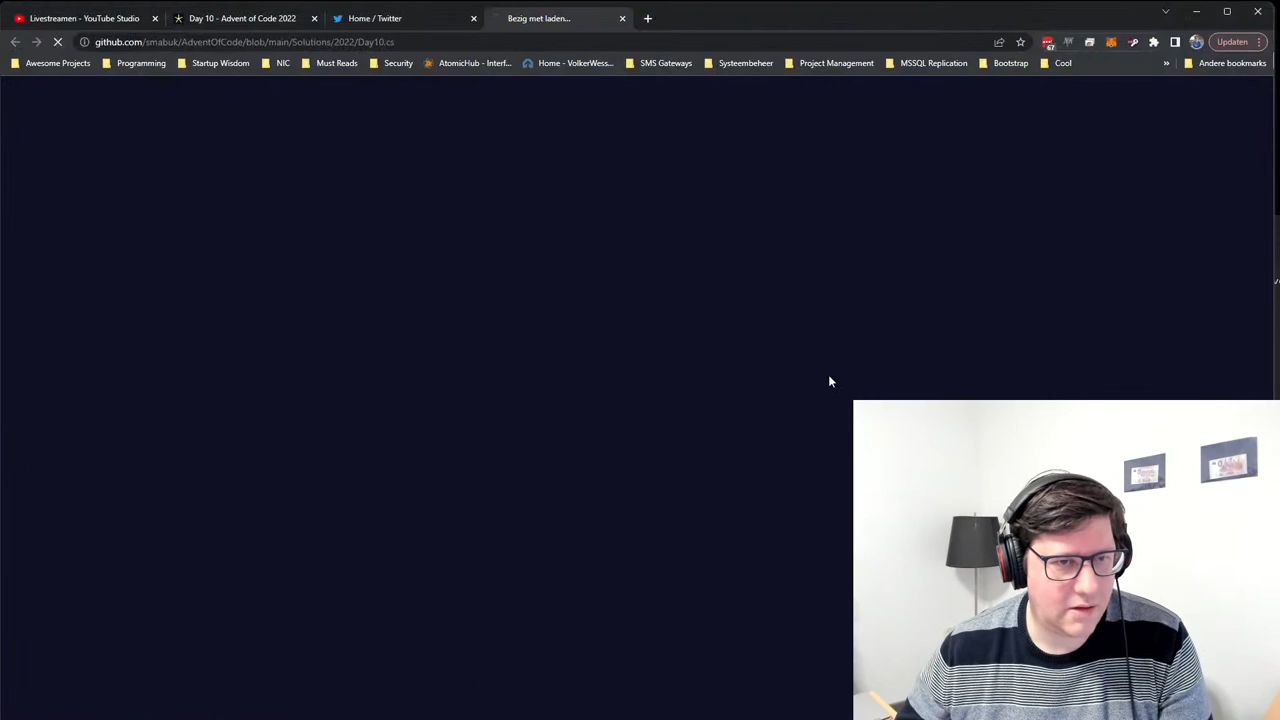 Livestreamen - YouTube Studio
Day 10 - Advent of Code 2022
Home / Twitter
Bezig met laden...
github.com/smabuk/AdventOfCode/blob/main/Solutions/2022/Day10.cs
67
Updaten
Awesome Projects
Programming
Startup Wisdom
NIC
Must Reads
Security
AtomicHub - Interf...
Home - VolkerWess...
SMS Gateways
Systeembeheer
Project Management
MSSQL Replication
Bootstrap
Cool
»
Andere bookmarks